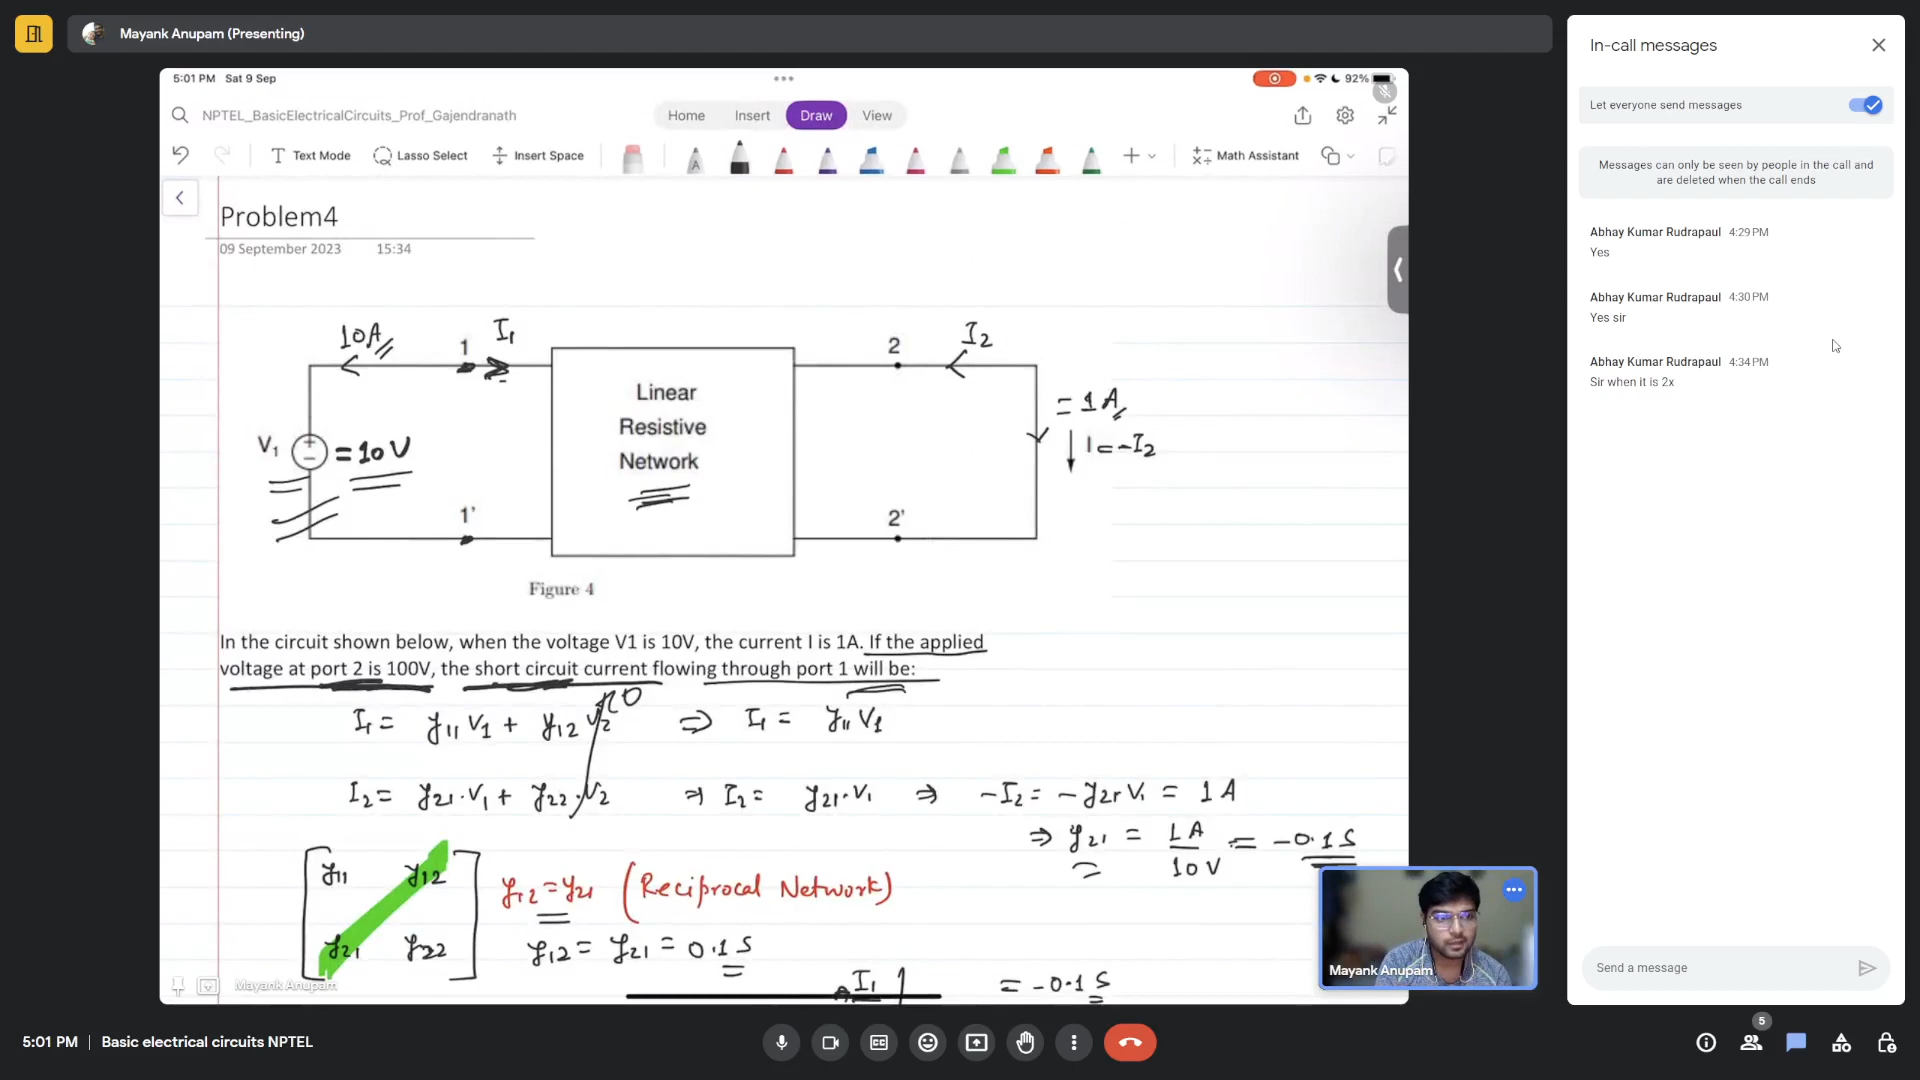 Mayank Anupam (Presenting)
5:01 PM Sat 9 Sep
92%
NPTEL_BasicElectricalCircuits_Prof_Gajendranath
Home Insert Draw View
Text Mode Lasso Select Insert Space Math Assistant
Problem4
09 September 2023 15:34
10A 1 I1 2 I2
Linear
Resistive
Network
V1 = 10V
= 1A
I = -I2
1' 2'
Figure 4
In the circuit shown below, when the voltage V1 is 10V, the current I is 1A. If the applied
voltage at port 2 is 100V, the short circuit current flowing through port 1 will be:
I1 = y11 V1 + y12 V2 0 ⇒ I1 = y11 V1
I2 = y21·V1 + y22·V2 ⇒ I2 = y21·V1 ⇒ -I2 = -y21 V1 = 1A
⇒ y21 = 1A/10V = -0.1S
y11 y12
y21 y22
y12 = y21 (Reciprocal Network)
y12 = y21 = 0.1 S
I1 = -0.1 S
Mayank Anupam
Mayank Anupam
In-call messages
Let everyone send messages
Messages can only be seen by people in the call and
are deleted when the call ends
Abhay Kumar Rudrapaul 4:29 PM
Yes
Abhay Kumar Rudrapaul 4:30 PM
Yes sir
Abhay Kumar Rudrapaul 4:34 PM
Sir when it is 2x
Send a message
5:01 PM | Basic electrical circuits NPTEL
5